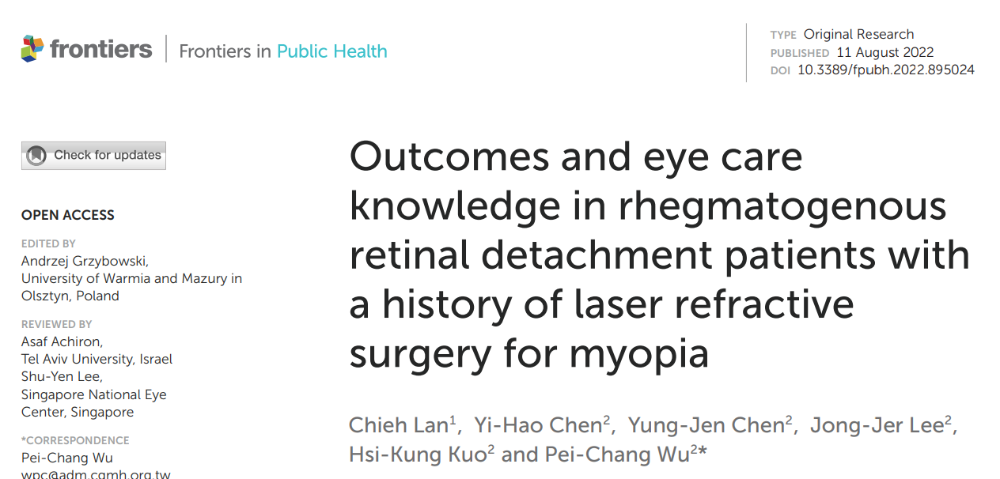 frontiers | Frontiers in Public Health
TYPE Original Research
PUBLISHED 11 August 2022
DOI 10.3389/fpubh.2022.895024
Check for updates
OPEN ACCESS
EDITED BY
Andrzej Grzybowski,
University of Warmia and Mazury in
Olsztyn, Poland
REVIEWED BY
Asaf Achiron,
Tel Aviv University, Israel
Shu-Yen Lee,
Singapore National Eye
Center, Singapore
*CORRESPONDENCE
Pei-Chang Wu
wpc@adm.cgmh.org.tw
Outcomes and eye care
knowledge in rhegmatogenous
retinal detachment patients with
a history of laser refractive
surgery for myopia
Chieh Lan1, Yi-Hao Chen2, Yung-Jen Chen2, Jong-Jer Lee2,
Hsi-Kung Kuo2 and Pei-Chang Wu2*